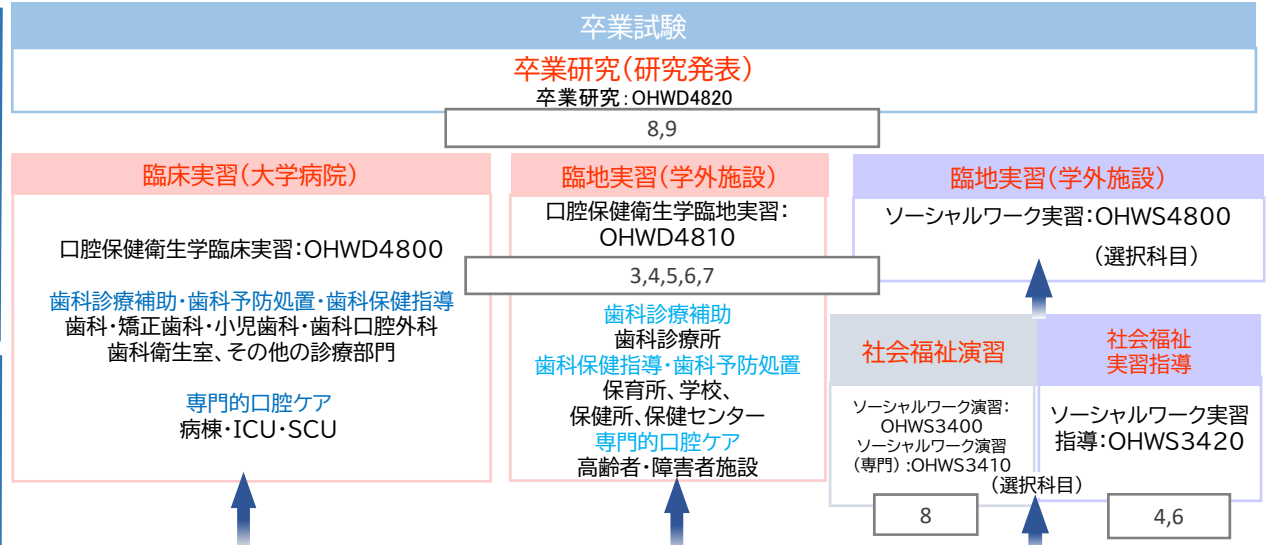 卒業試験
卒業研究(研究発表)
卒業研究:OHWD4820
8,9
臨床実習(大学病院)
口腔保健衛生学臨床実習:OHWD4800
歯科診療補助・歯科予防処置・歯科保健指導
歯科・矯正歯科・小児歯科・歯科口腔外科
歯科衛生室、その他の診療部門
専門的口腔ケア
病棟・ICU・SCU
臨地実習(学外施設)
口腔保健衛生学臨地実習:
OHWD4810
3,4,5,6,7
歯科診療補助
歯科診療所
歯科保健指導・歯科予防処置
保育所、学校、
保健所、保健センター
専門的口腔ケア
高齢者・障害者施設
臨地実習(学外施設)
ソーシャルワーク実習:OHWS4800
(選択科目)
社会福祉演習
ソーシャルワーク演習:
OHWS3400
ソーシャルワーク演習
(専門) :OHWS3410
8
社会福祉
実習指導
ソーシャルワーク実習
指導:OHWS3420
(選択科目)
4,6